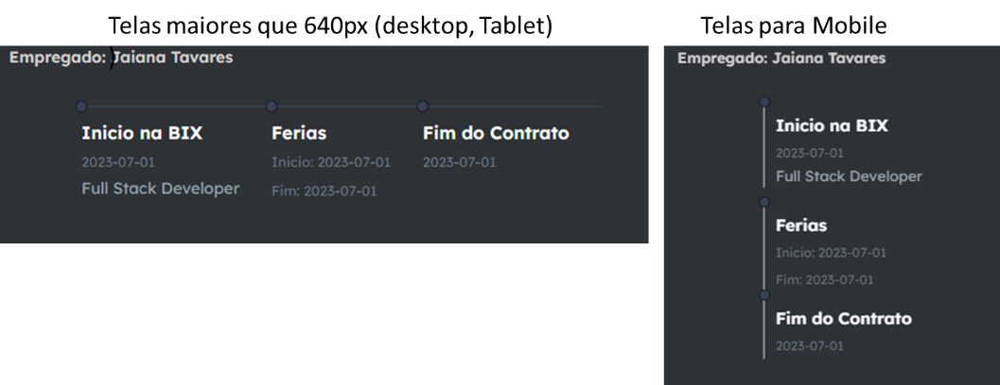 Telas maiores que 640px (desktop, Tablet)
Empregado: Jaiana Tavares
Inicio na BIX
2023-07-01
Full Stack Developer
Ferias
Inicio: 2023-07-01
Fim: 2023-07-01
Fim do Contrato
2023-07-01
Telas para Mobile
Empregado: Jaiana Tavares
Inicio na BIX
2023-07-01
Full Stack Developer
Ferias
Inicio: 2023-07-01
Fim: 2023-07-01
Fim do Contrato
2023-07-01